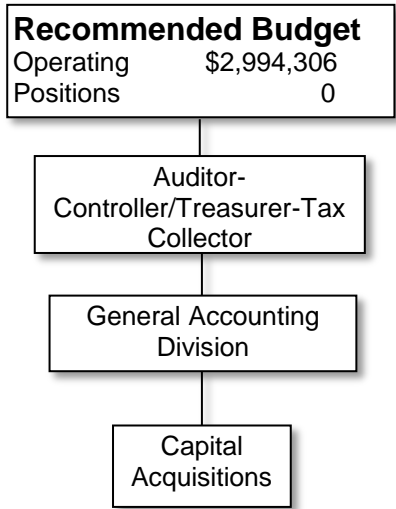 Recommended Budget
Operating $2,994,306
Positions 0
Auditor-
Controller/Treasurer-Tax
Collector
General Accounting
Division
Capital
Acquisitions